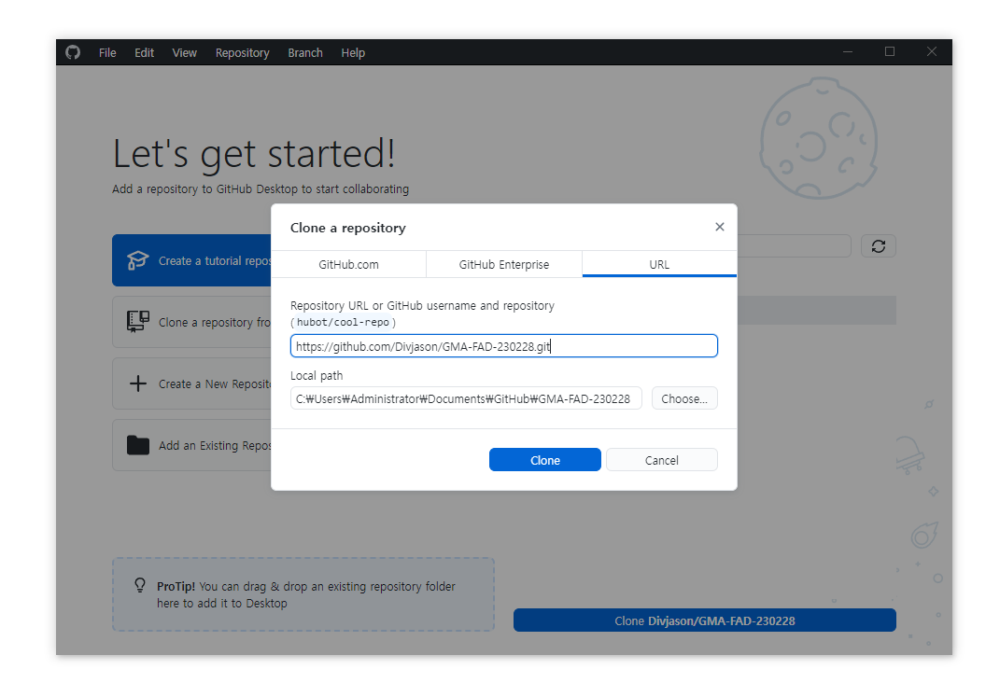 File Edit View Repository Branch Help
Let's get started!
Add a repository to GitHub Desktop to start collaborating
Create a tutorial repos
Clone a repository fro
Create a New Reposit
Add an Existing Repos
Clone a repository
GitHub.com GitHub Enterprise URL
Repository URL or GitHub username and repository
(hubot/cool-repo)
https://github.com/Divjason/GMA-FAD-230228.git
Local path
C:₩Users₩Administrator₩Documents₩GitHub₩GMA-FAD-230228 Choose...
Clone Cancel
ProTip! You can drag & drop an existing repository folder
here to add it to Desktop
Clone Divjason/GMA-FAD-230228